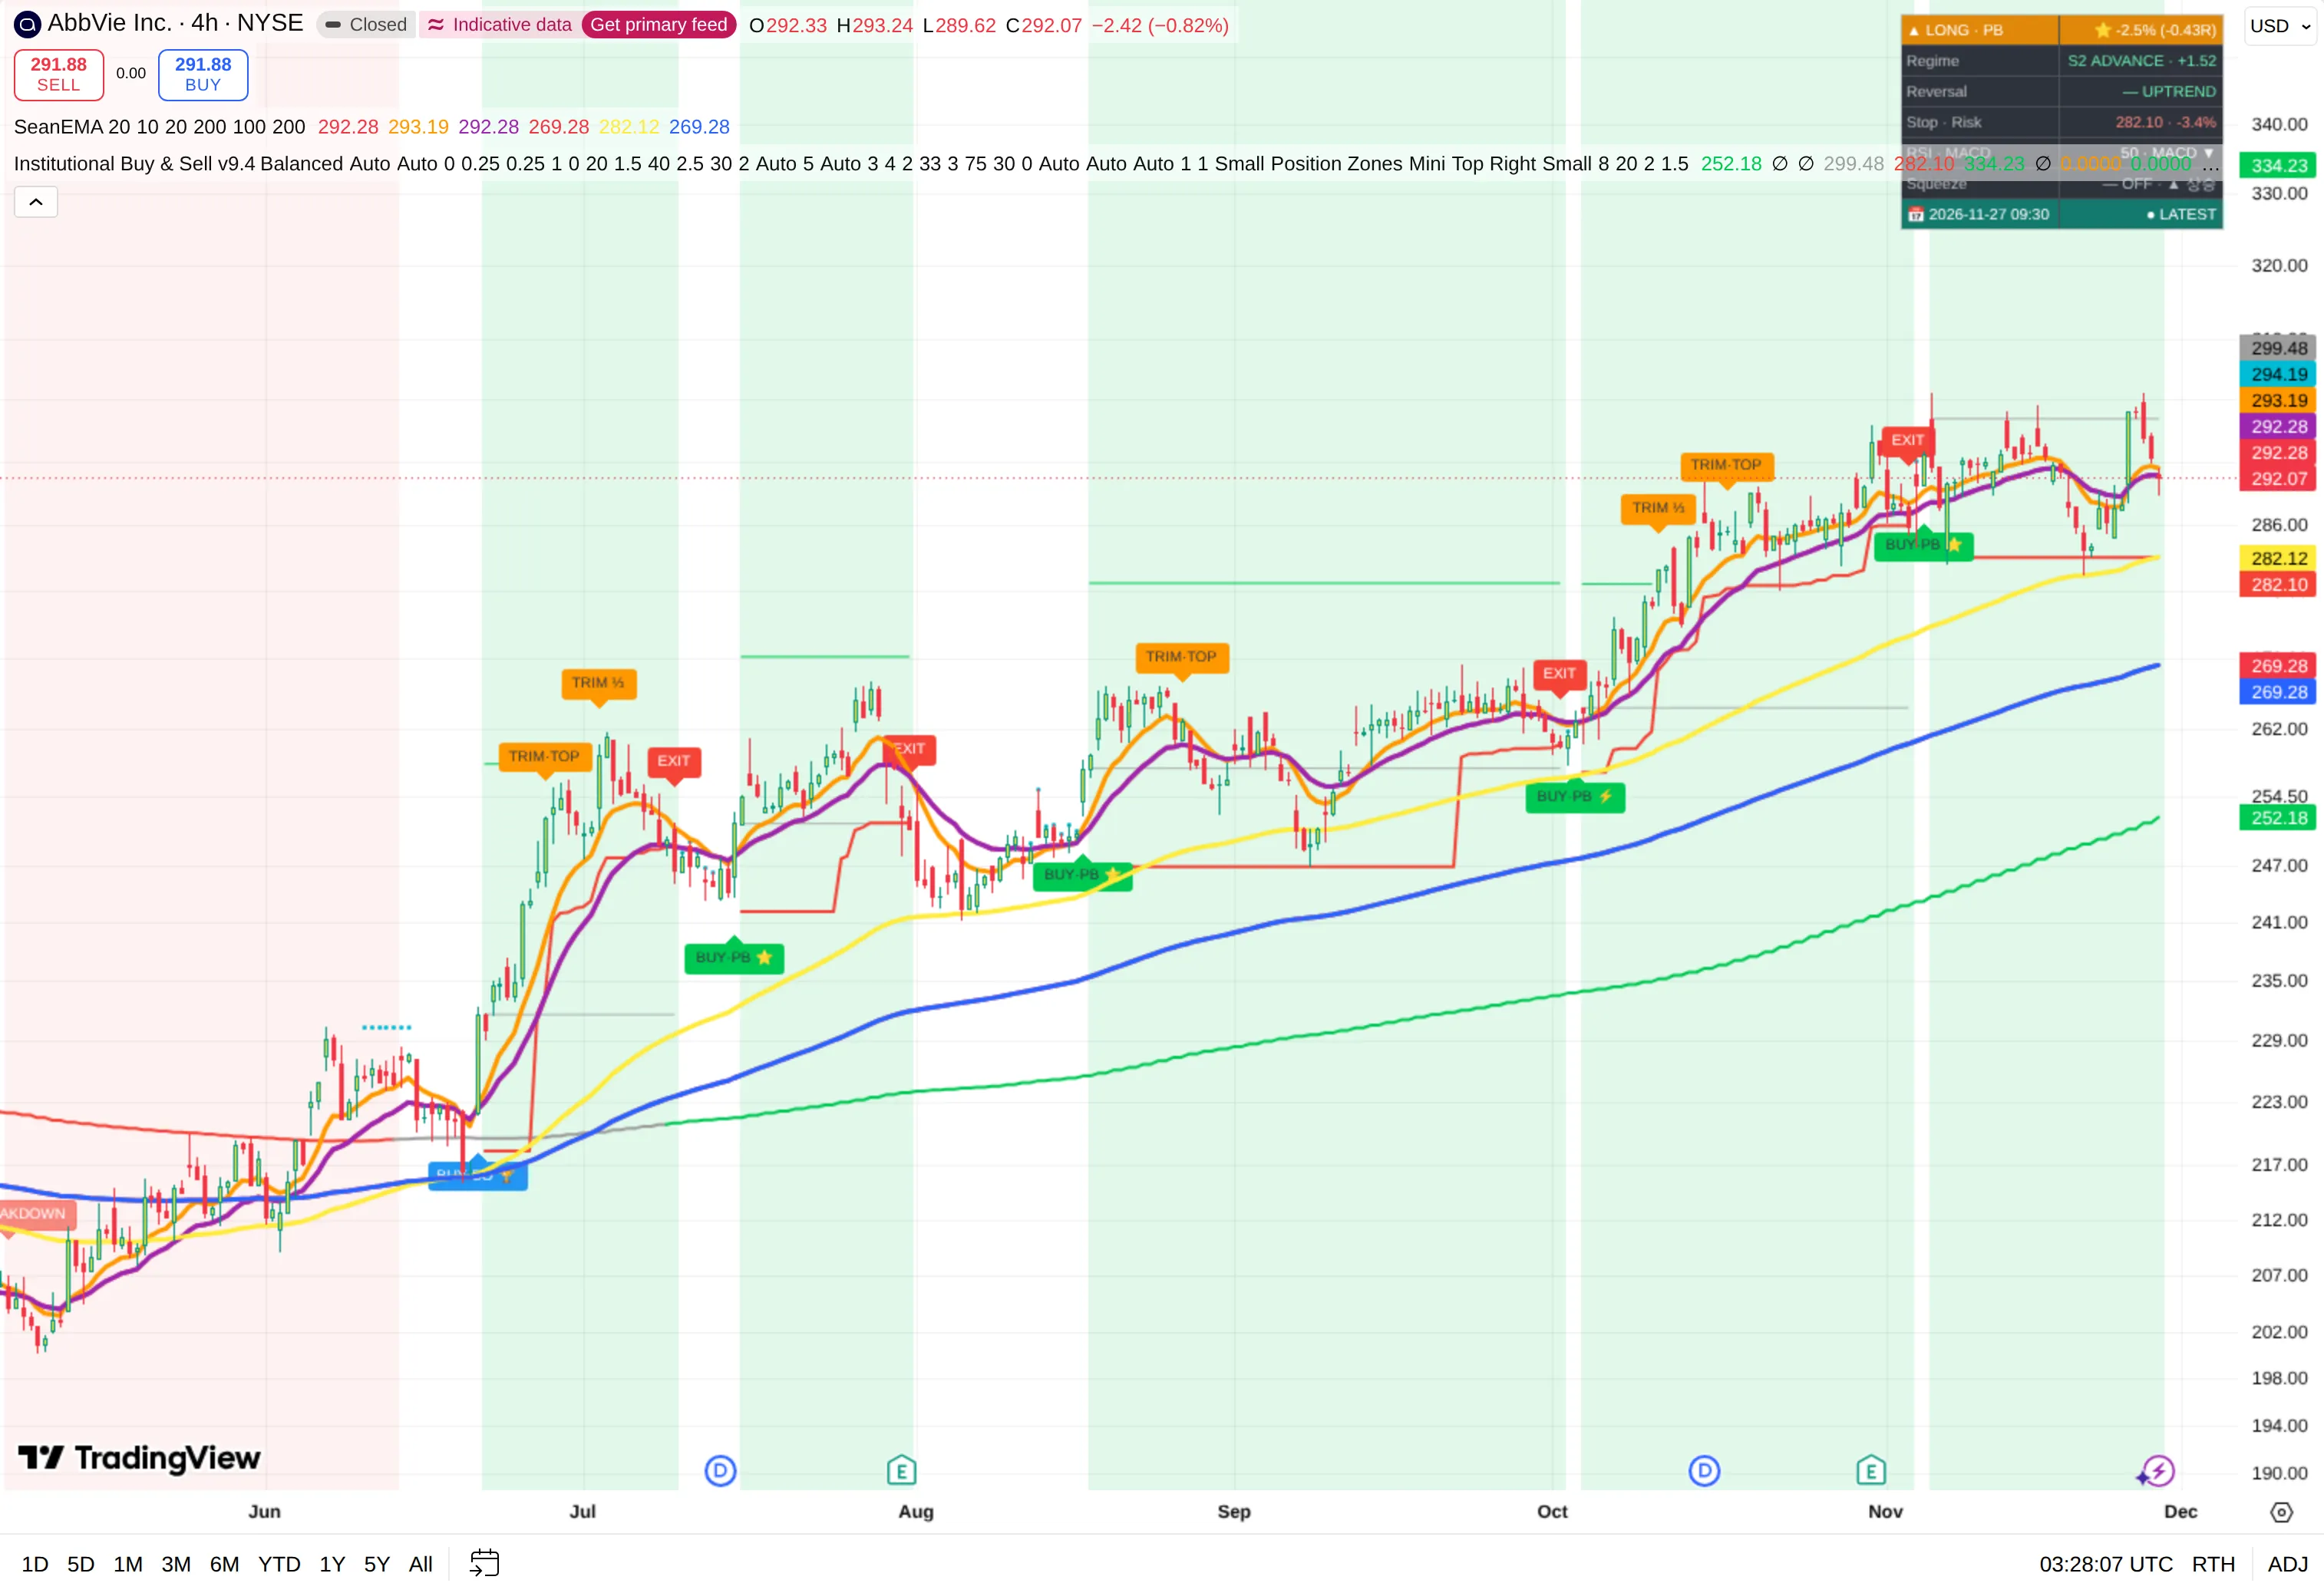 AbbVie Inc. · 4h · NYSE
Closed
Indicative data
Get primary feed
O292.33 H293.24 L289.62 C292.07 −2.42 (−0.82%)
291.88
SELL
0.00
291.88
BUY
SeanEMA 20 10 20 200 100 200 292.28 293.19 292.28 269.28 282.12 269.28
Institutional Buy & Sell v9.4 Balanced Auto Auto 0 0.25 0.25 1 0 20 1.5 40 2.5 30 2 Auto 5 Auto 3 4 2 33 3 75 30 0 Auto Auto Auto 1 1 Small Position Zones Mini Top Right Small 8 20 2 1.5 252.18 ∅ ∅ 299.48 282.10 334.23 ∅ 0.0000 0.0000 …
▲ LONG · PB ⭐ -2.5% (-0.43R)
Regime S2 ADVANCE · +1.52
Reversal — UPTREND
Stop · Risk 282.10 · -3.4%
RSI · MACD 50 · MACD ▼
Squeeze — OFF · ▲ 상승
📅 2026-11-27 09:30 ● LATEST
USD
340.00
334.23
330.00
320.00
299.48
294.19
293.19
292.28
292.28
292.07
286.00
282.12
282.10
269.28
269.28
262.00
254.50
252.18
247.00
241.00
235.00
229.00
223.00
217.00
212.00
207.00
202.00
198.00
194.00
190.00
EXIT
TRIM-TOP
TRIM ⅓
BUY-PB ⭐
TRIM ⅓
TRIM-TOP
EXIT
EXIT
TRIM-TOP
EXIT
BUY-PB ⚡
BUY-PB ⭐
BUY-PB ⭐
AKDOWN
TradingView
D
E
D
E
Jun
Jul
Aug
Sep
Oct
Nov
Dec
1D 5D 1M 3M 6M YTD 1Y 5Y All
03:28:07 UTC RTH ADJ